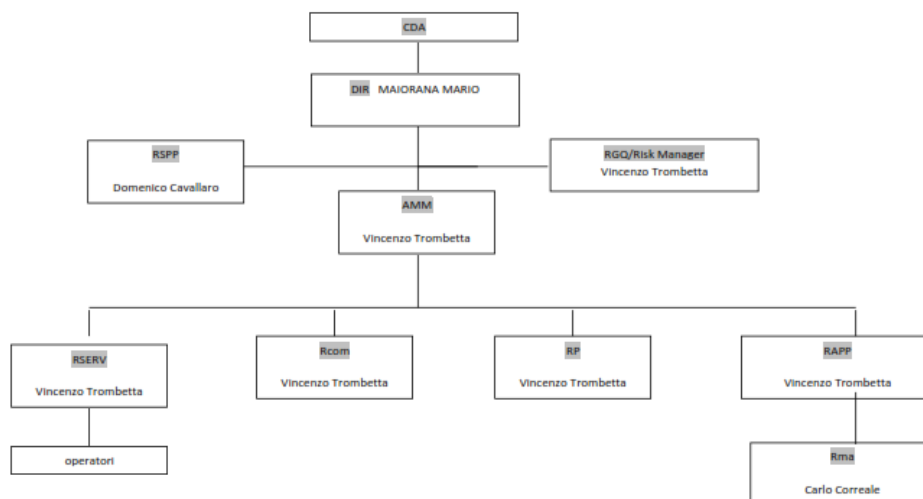 CDA
DIR MAIORANA MARIO
RSPP
Domenico Cavallaro
RGQ/Risk Manager
Vincenzo Trombetta
AMM
Vincenzo Trombetta
RSERV
Vincenzo Trombetta
Rcom
Vincenzo Trombetta
RP
Vincenzo Trombetta
RAPP
Vincenzo Trombetta
operatori
Rma
Carlo Correale